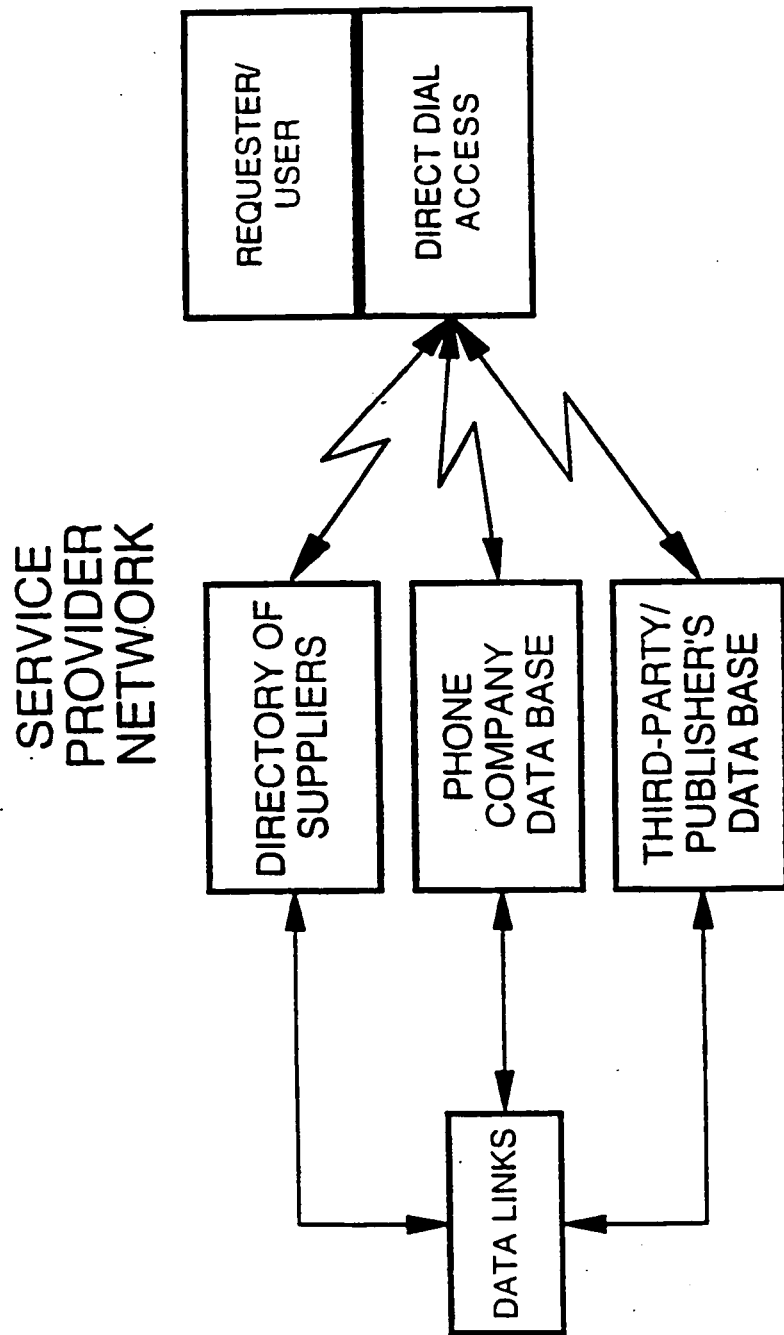 SERVICE
PROVIDER
NETWORK
REQUESTER/
USER
DIRECT DIAL
ACCESS
DIRECTORY OF
SUPPLIERS
PHONE
COMPANY
DATA BASE
THIRD-PARTY/
PUBLISHER'S
DATA BASE
DATA LINKS